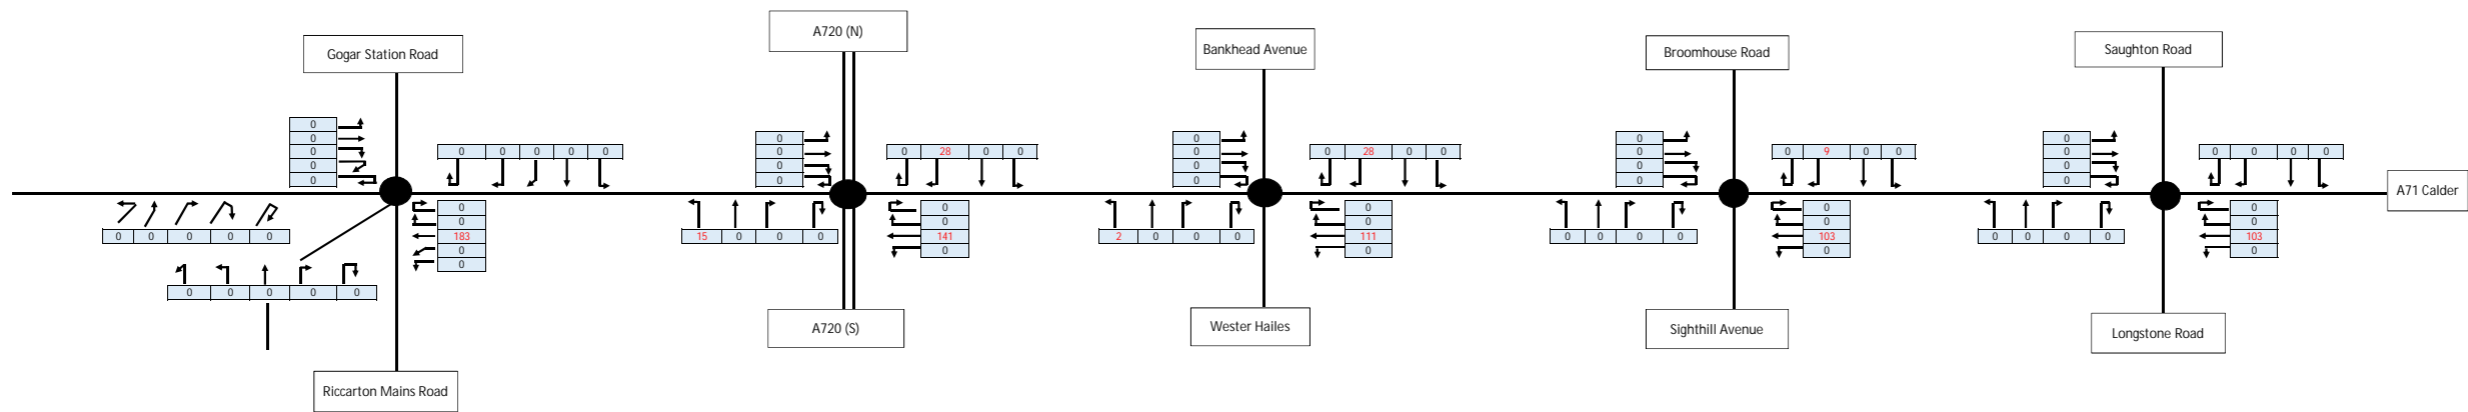 A720 (N)
Gogar Station Road
Bankhead Avenue
Broomhouse Road
Saughton Road
0
0
0
0
0
0 0 0 0 0
0
0
0
0
0 28 0 0
0
0
0
0
0 28 0 0
0
0
0
0
0 9 0 0
0
0
0
0
0 0 0 0
A71 Calder
0 0 0 0 0
0
0
183
0
0
15 0 0 0
0
0
141
0
2 0 0 0
0
0
111
0
0 0 0 0
0
0
103
0
0 0 0 0
0
0
103
0
0 0 0 0 0
A720 (S)
Wester Hailes
Sighthill Avenue
Longstone Road
Riccarton Mains Road